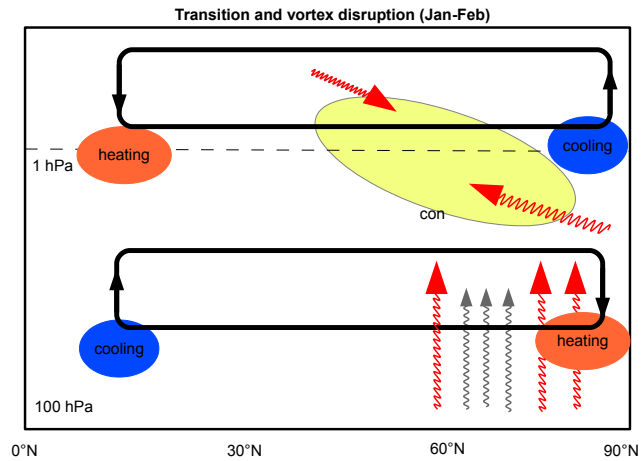 Transition and vortex disruption (Jan-Feb)
heating
cooling
1 hPa
con
cooling
heating
100 hPa
0°N
30°N
60°N
90°N